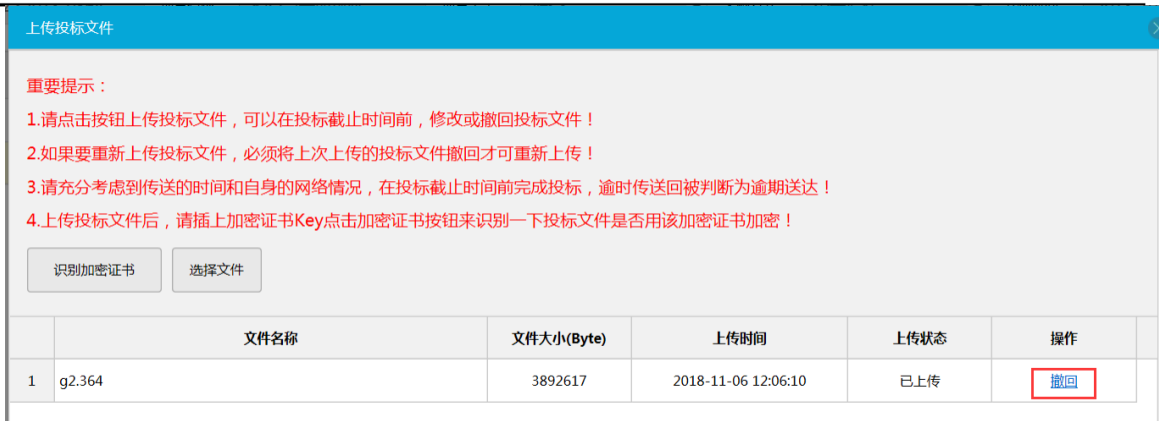 上传投标文件
重要提示：
1.请点击按钮上传投标文件，可以在投标截止时间前，修改或撤回投标文件！
2.如果要重新上传投标文件，必须将上次上传的投标文件撤回才可重新上传！
3.请充分考虑到传送的时间和自身的网络情况，在投标截止时间前完成投标，逾时传送回被判断为逾期送达！
4.上传投标文件后，请插上加密证书Key点击加密证书按钮来识别一下投标文件是否用该加密证书加密！
识别加密证书 选择文件
文件名称 文件大小(Byte) 上传时间 上传状态 操作
1 g2.364 3892617 2018-11-06 12:06:10 已上传 撤回